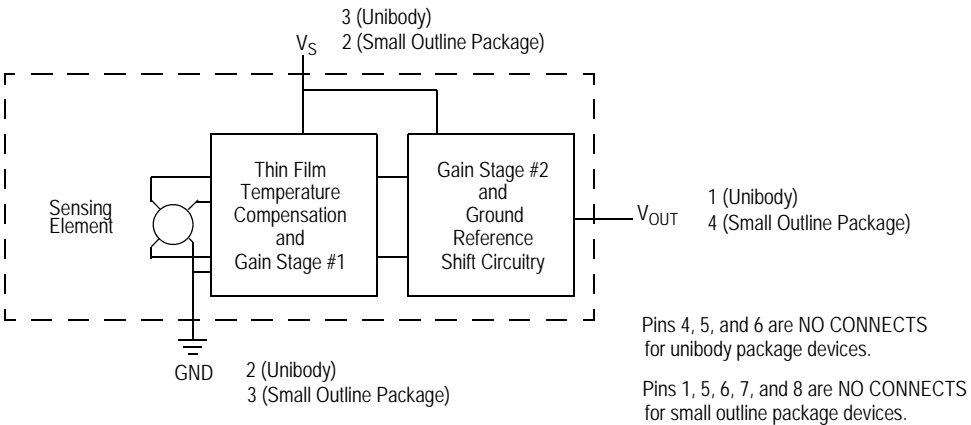 3 (Unibody)
V_S 2 (Small Outline Package)
Thin Film
Temperature
Compensation
and
Gain Stage #1
Gain Stage #2
and
Ground
Reference
Shift Circuitry
Sensing
Element
V_OUT
1 (Unibody)
4 (Small Outline Package)
GND
2 (Unibody)
3 (Small Outline Package)
Pins 4, 5, and 6 are NO CONNECTS
for unibody package devices.
Pins 1, 5, 6, 7, and 8 are NO CONNECTS
for small outline package devices.